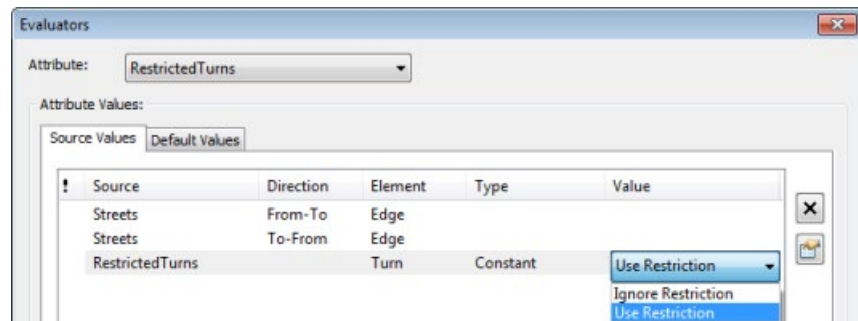 Evaluators
Attribute: RestrictedTurns
Attribute Values:
Source Values Default Values
! Source Direction Element Type Value
Streets From-To Edge
Streets To-From Edge
RestrictedTurns Turn Constant Use Restriction
Ignore Restriction
Use Restriction